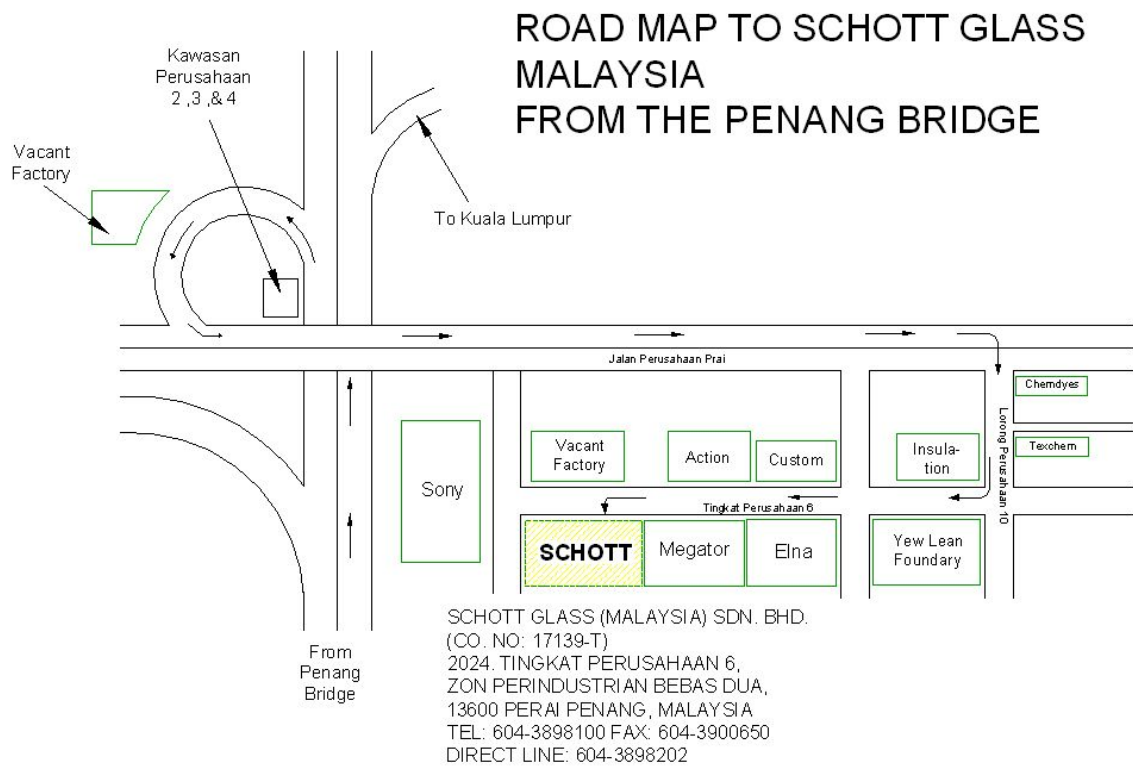 ROAD MAP TO SCHOTT GLASS
MALAYSIA
FROM THE PENANG BRIDGE
Kawasan
Perusahaan
2 ,3 ,& 4
Vacant
Factory
To Kuala Lumpur
Jalan Perusahaan Prai
Chemdyes
Lorong Perusahaan 10
Texchem
Vacant
Factory
Action
Custom
Insula-
tion
Sony
Tingkat Perusahaan 6
SCHOTT
Megator
Elna
Yew Lean
Foundary
From
Penang
Bridge
SCHOTT GLASS (MALAYSIA) SDN. BHD.
(CO. NO: 17139-T)
2024. TINGKAT PERUSAHAAN 6,
ZON PERINDUSTRIAN BEBAS DUA,
13600 PERAI PENANG, MALAYSIA
TEL: 604-3898100 FAX: 604-3900650
DIRECT LINE: 604-3898202